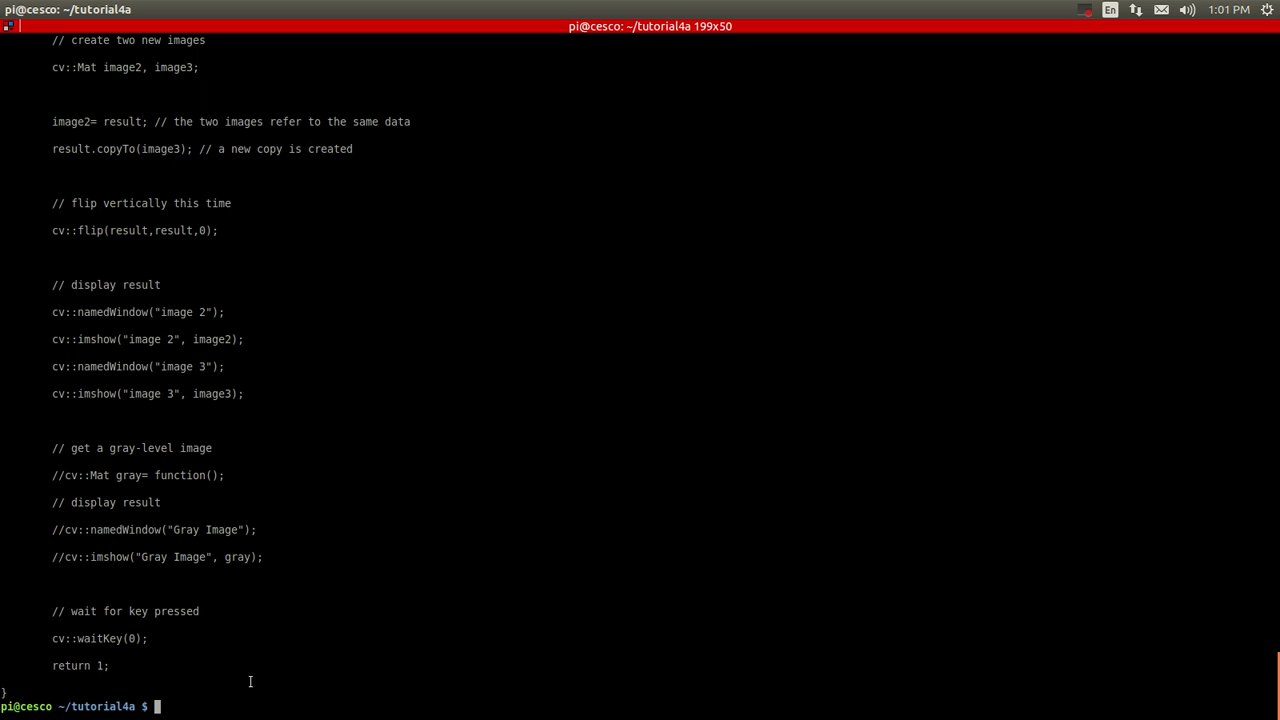 pi@cesco: ~/tutorial4a
En
1:01 PM
pi@cesco: ~/tutorial4a 199x50
// create two new images
cv::Mat image2, image3;
image2= result; // the two images refer to the same data
result.copyTo(image3); // a new copy is created
// flip vertically this time
cv::flip(result,result,0);
// display result
cv::namedWindow("image 2");
cv::imshow("image 2", image2);
cv::namedWindow("image 3");
cv::imshow("image 3", image3);
// get a gray-level image
//cv::Mat gray= function();
// display result
//cv::namedWindow("Gray Image");
//cv::imshow("Gray Image", gray);
// wait for key pressed
cv::waitKey(0);
return 1;
}
pi@cesco ~/tutorial4a $